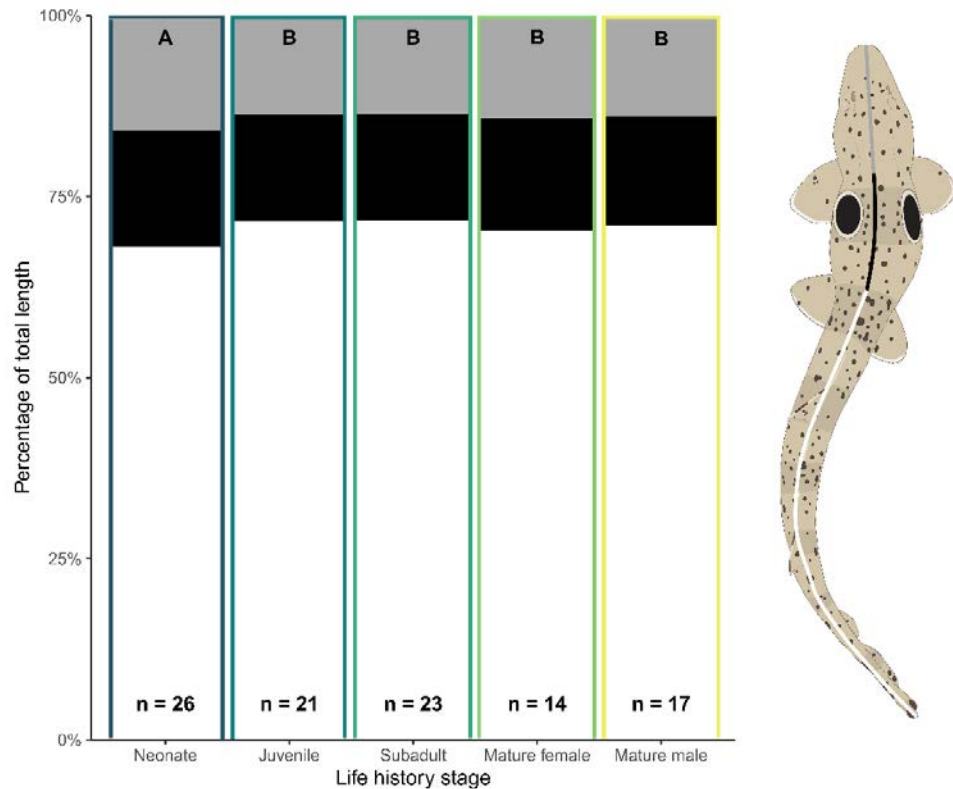 100%
75%
50%
25%
0%
Percentage of total length
A
B
B
B
B
n = 26
n = 21
n = 23
n = 14
n = 17
Neonate
Juvenile
Subadult
Mature female
Mature male
Life history stage